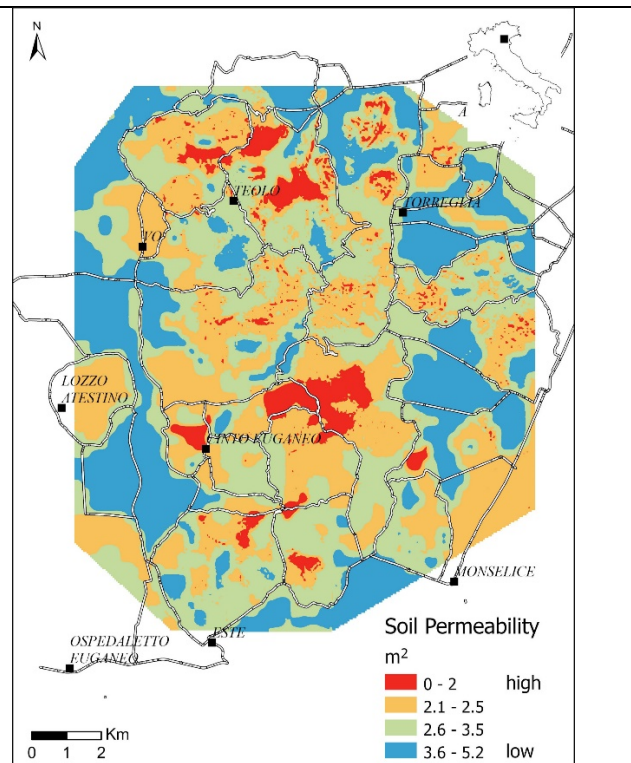 N
A
TEOLO
TORREGLIA
VO'
LOZZO
ATESTINO
CINTO EUGANEO
MONSELICE
ESTE
OSPEDALETTO
EUGANEO
Soil Permeability
m²
0 - 2 high
2.1 - 2.5
2.6 - 3.5
3.6 - 5.2 low
Km
0 1 2